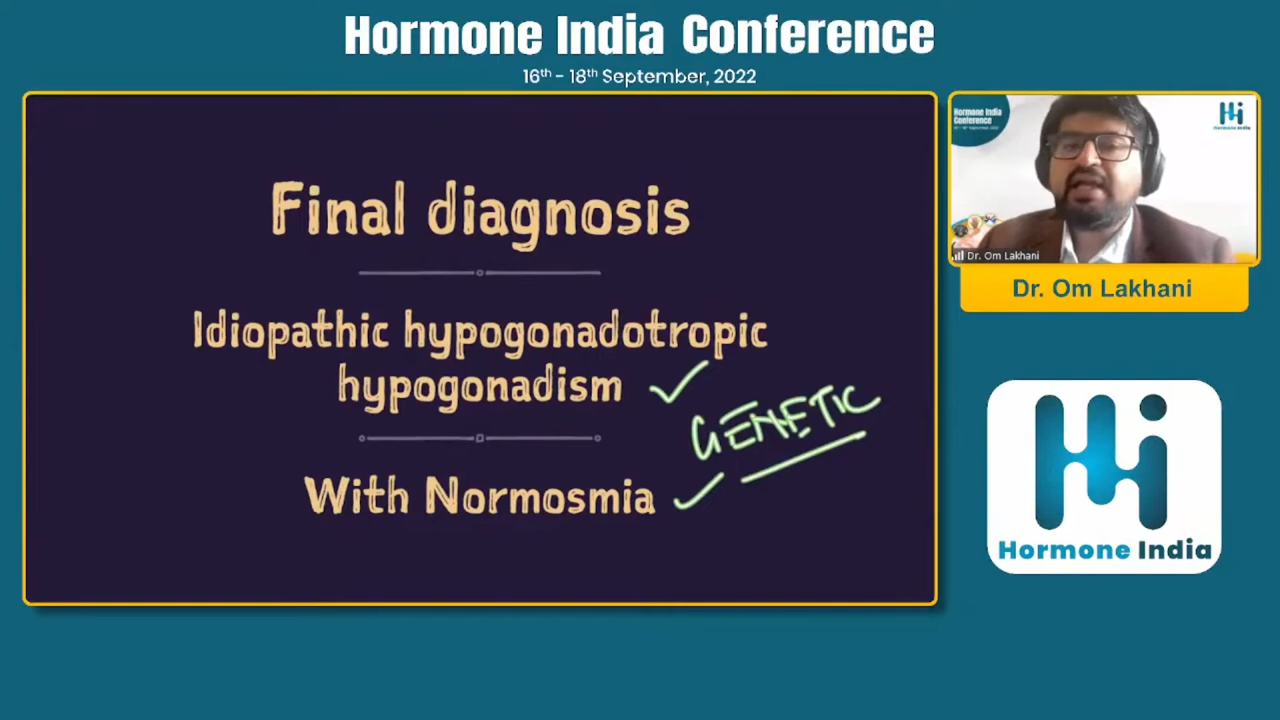 Hormone India Conference
16th - 18th September, 2022
Final diagnosis
Idiopathic hypogonadotropic
hypogonadism
GENETIC
With Normosmia
Hormone India
Conference
Hormone India
Dr. Om Lakhani
Dr. Om Lakhani
Hi
Hormone India